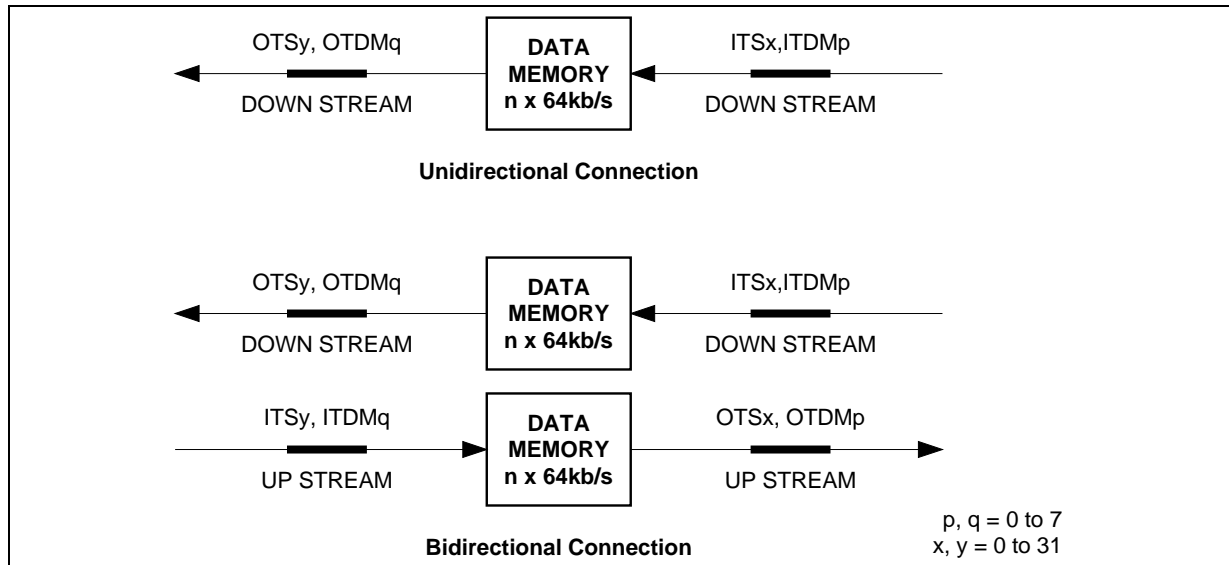 OTSy, OTDMq
DATA
MEMORY
n x 64kb/s
ITSx,ITDMp
DOWN STREAM
DOWN STREAM
Unidirectional Connection
OTSy, OTDMq
DATA
MEMORY
n x 64kb/s
ITSx,ITDMp
DOWN STREAM
DOWN STREAM
ITSy, ITDMq
DATA
MEMORY
n x 64kb/s
OTSx, OTDMp
UP STREAM
UP STREAM
Bidirectional Connection
p, q = 0 to 7
x, y = 0 to 31